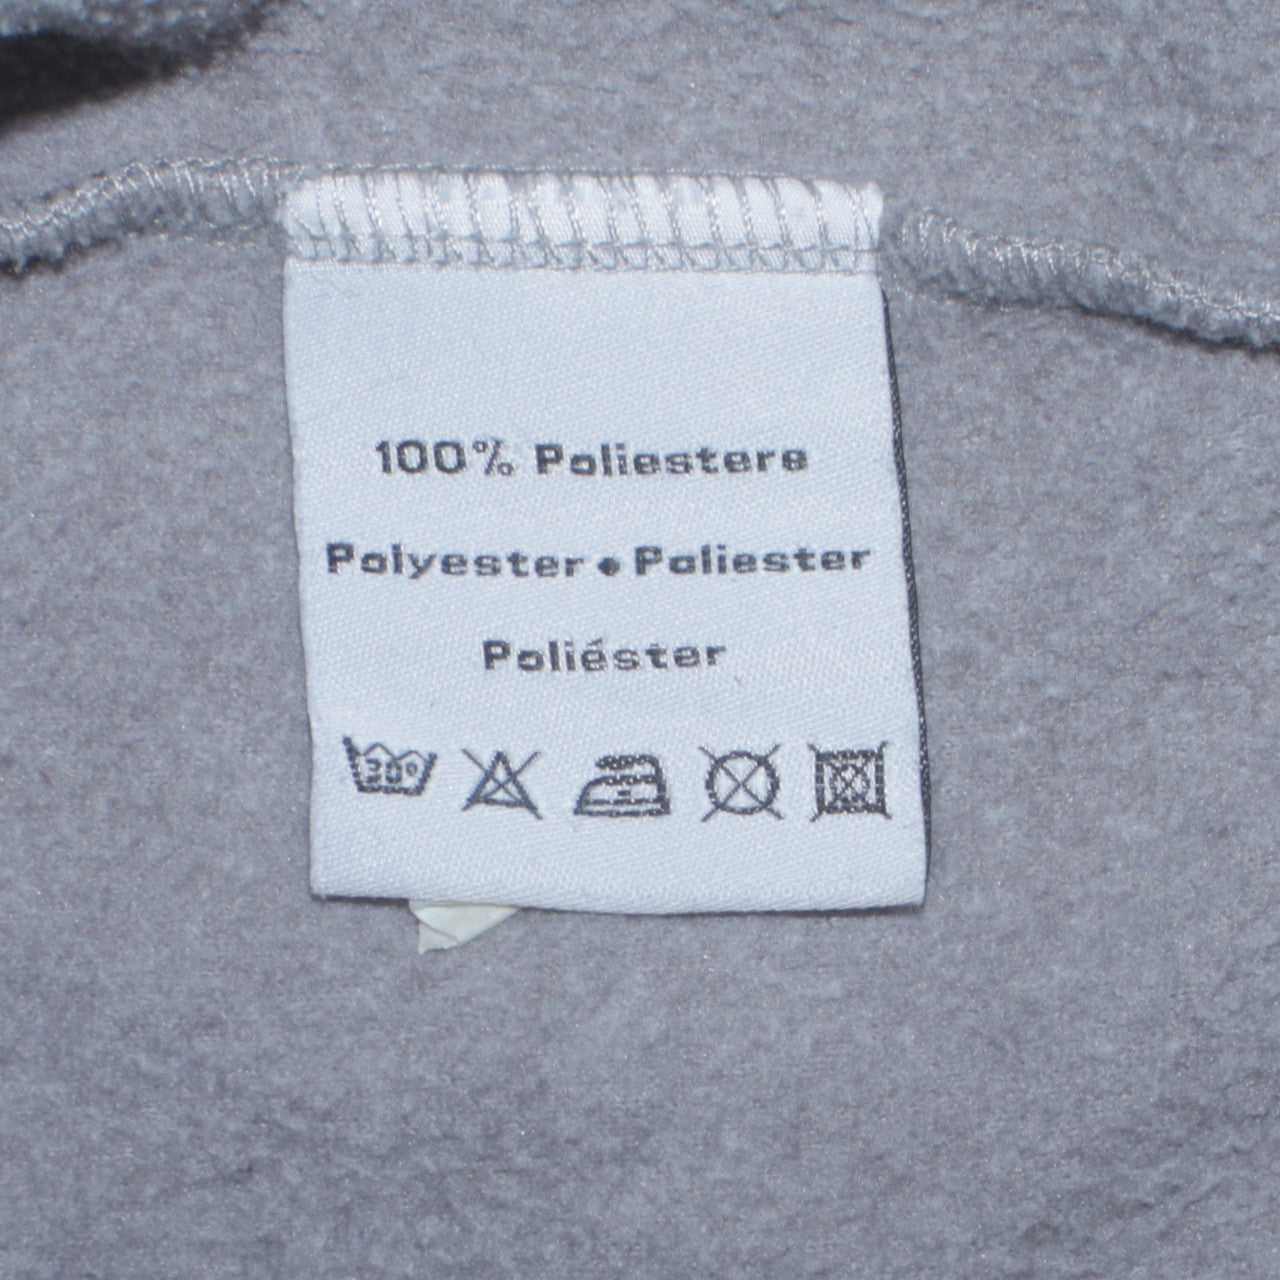 100% Poliestere
Polyester • Poliester
Poliéster
30°